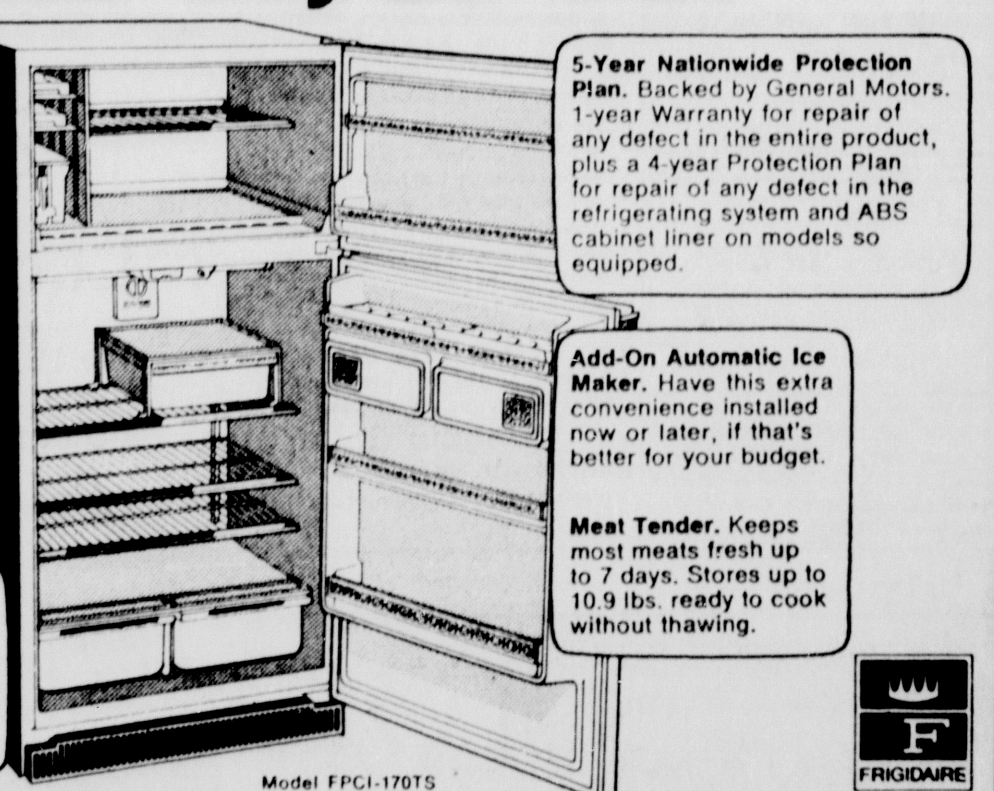 5-Year Nationwide Protection
Plan. Backed by General Motors.
1-year Warranty for repair of
any defect in the entire product,
plus a 4-year Protection Plan
for repair of any defect in the
refrigerating system and ABS
cabinet liner on models so
equipped.
Add-On Automatic Ice
Maker. Have this extra
convenience installed
now or later, if that's
better for your budget.
Meat Tender. Keeps
most meats fresh up
to 7 days. Stores up to
10.9 lbs. ready to cook
without thawing.
Model FPCI-170TS
F
FRIGIDAIRE